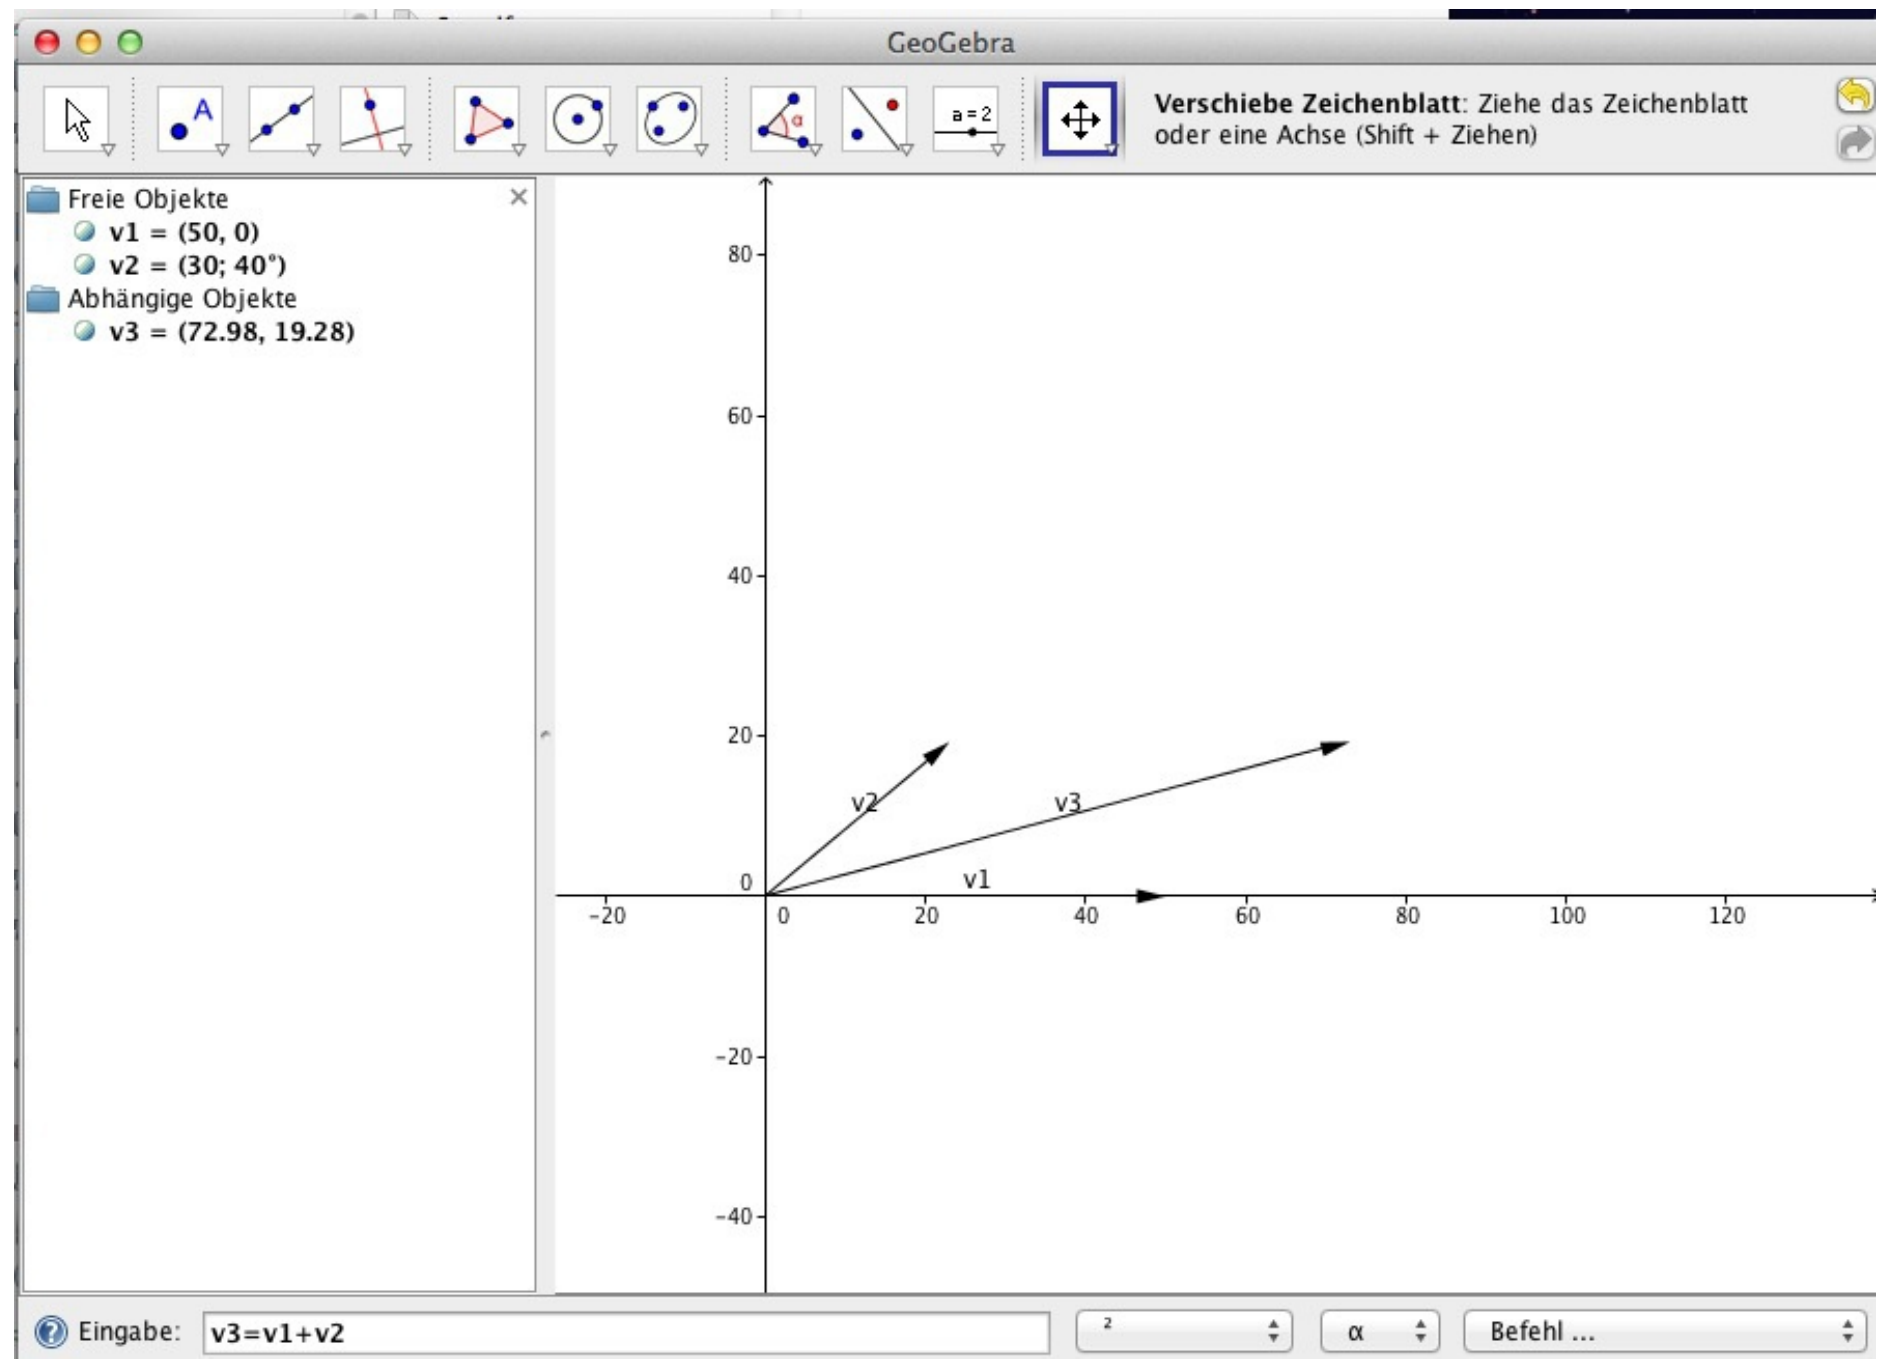 GeoGebra
A
α
a = 2
Verschiebe Zeichenblatt: Ziehe das Zeichenblatt
oder eine Achse (Shift + Ziehen)
Freie Objekte
v1 = (50, 0)
v2 = (30; 40°)
Abhängige Objekte
v3 = (72.98, 19.28)
80
60
40
20
v2
v3
v1
0
-20 0 20 40 60 80 100 120
-20
-40
Eingabe: v3=v1+v2 ² α Befehl ...